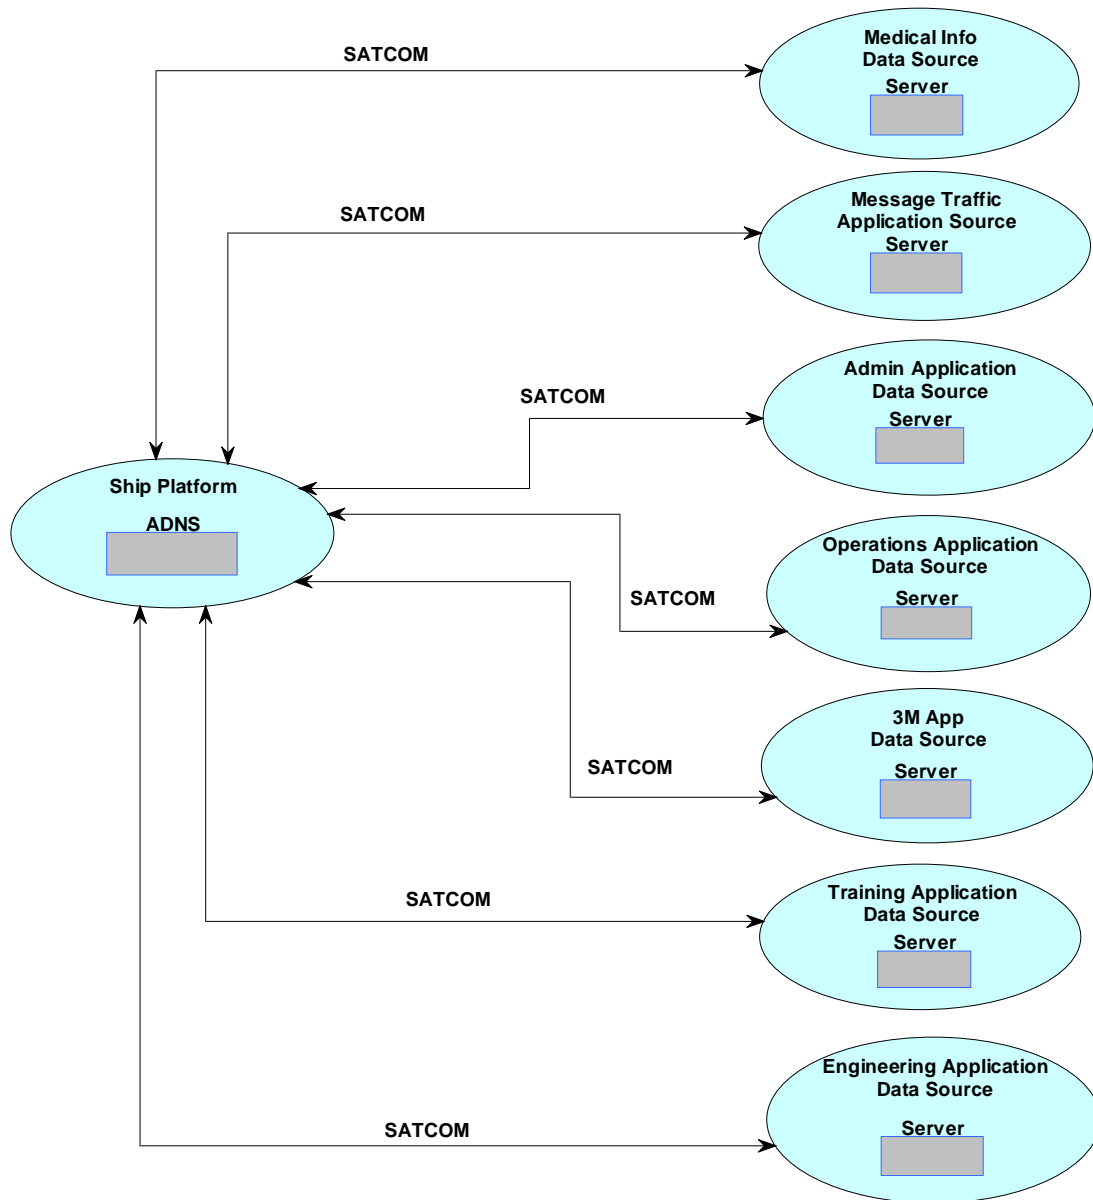 SATCOM
Medical Info
Data Source
Server
SATCOM
Message Traffic
Application Source
Server
SATCOM
Admin Application
Data Source
Server
Ship Platform
ADNS
Operations Application
Data Source
Server
SATCOM
3M App
Data Source
Server
SATCOM
Training Application
Data Source
Server
SATCOM
Engineering Application
Data Source
Server
SATCOM